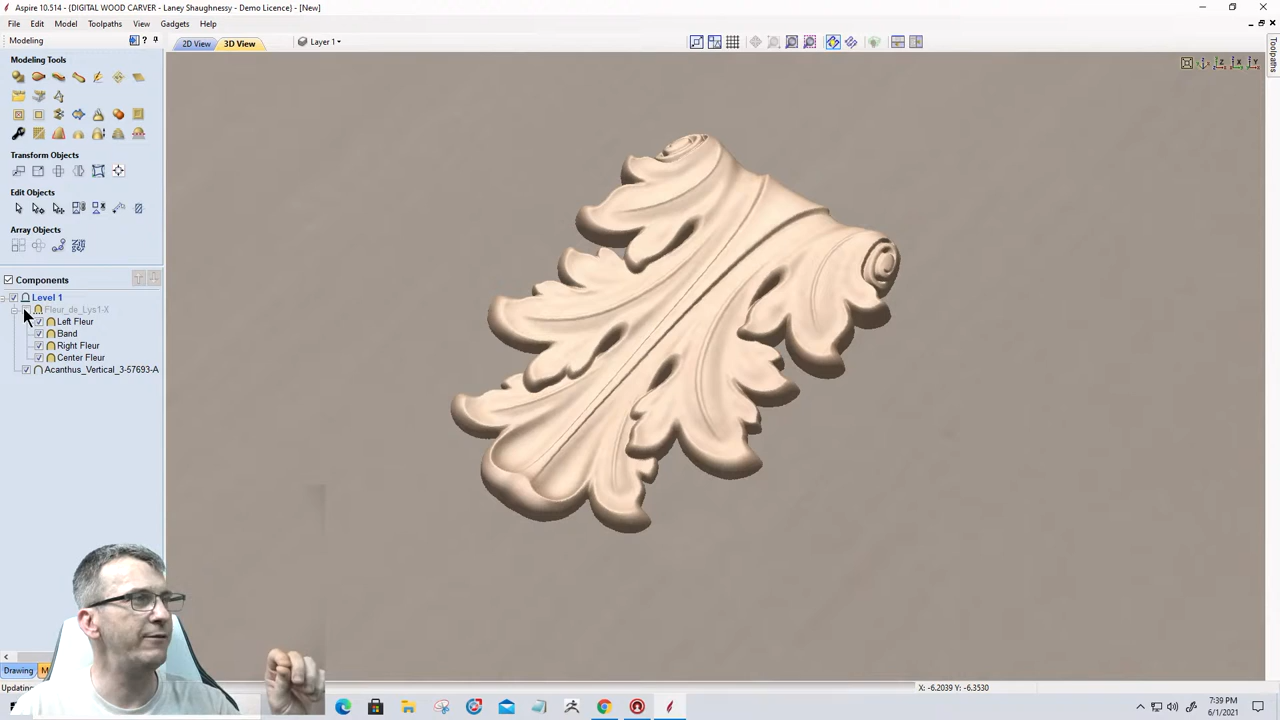 Aspire 10.514 - {DIGITAL WOOD CARVER - Laney Shaughnessy - Demo Licence} - [New]
File Edit Model Toolpaths View Gadgets Help
Modeling ?
2D View 3D View Layer 1
Toolpaths
Modeling Tools
Transform Objects
Edit Objects
Array Objects
Components
Level 1
Fleur_de_Lys1-X
Left Fleur
Band
Right Fleur
Center Fleur
Acanthus_Vertical_3-57693-A
Drawing
Updating
X: -6.2039 Y: -6.3530
7:39 PM
6/1/2021